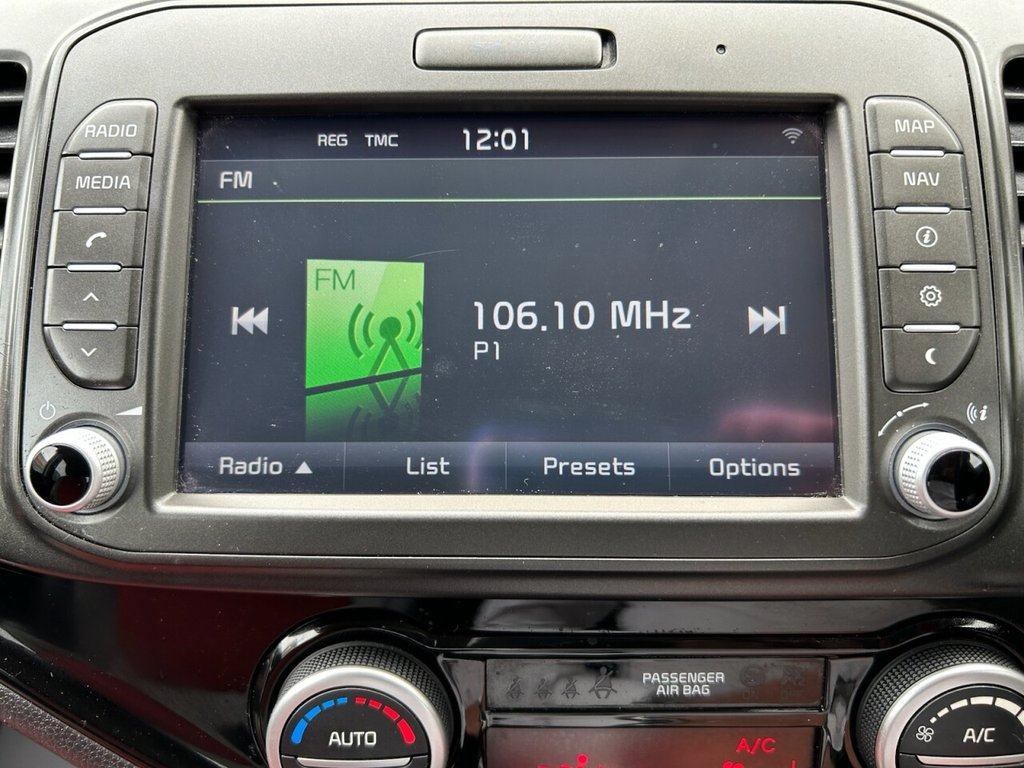 REG TMC 12:01
RADIO
MEDIA
FM
FM
106.10 MHz
P1
Radio ▲ List Presets Options
MAP
NAV
i
i
PASSENGER
AIR BAG
AUTO
A/C
A/C